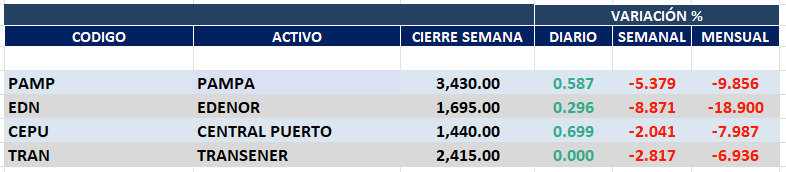 VARIACIÓN %
CODIGO ACTIVO CIERRE SEMANA DIARIO SEMANAL MENSUAL
PAMP PAMPA 3,430.00 0.587 -5.379 -9.856
EDN EDENOR 1,695.00 0.296 -8.871 -18.900
CEPU CENTRAL PUERTO 1,440.00 0.699 -2.041 -7.987
TRAN TRANSENER 2,415.00 0.000 -2.817 -6.936